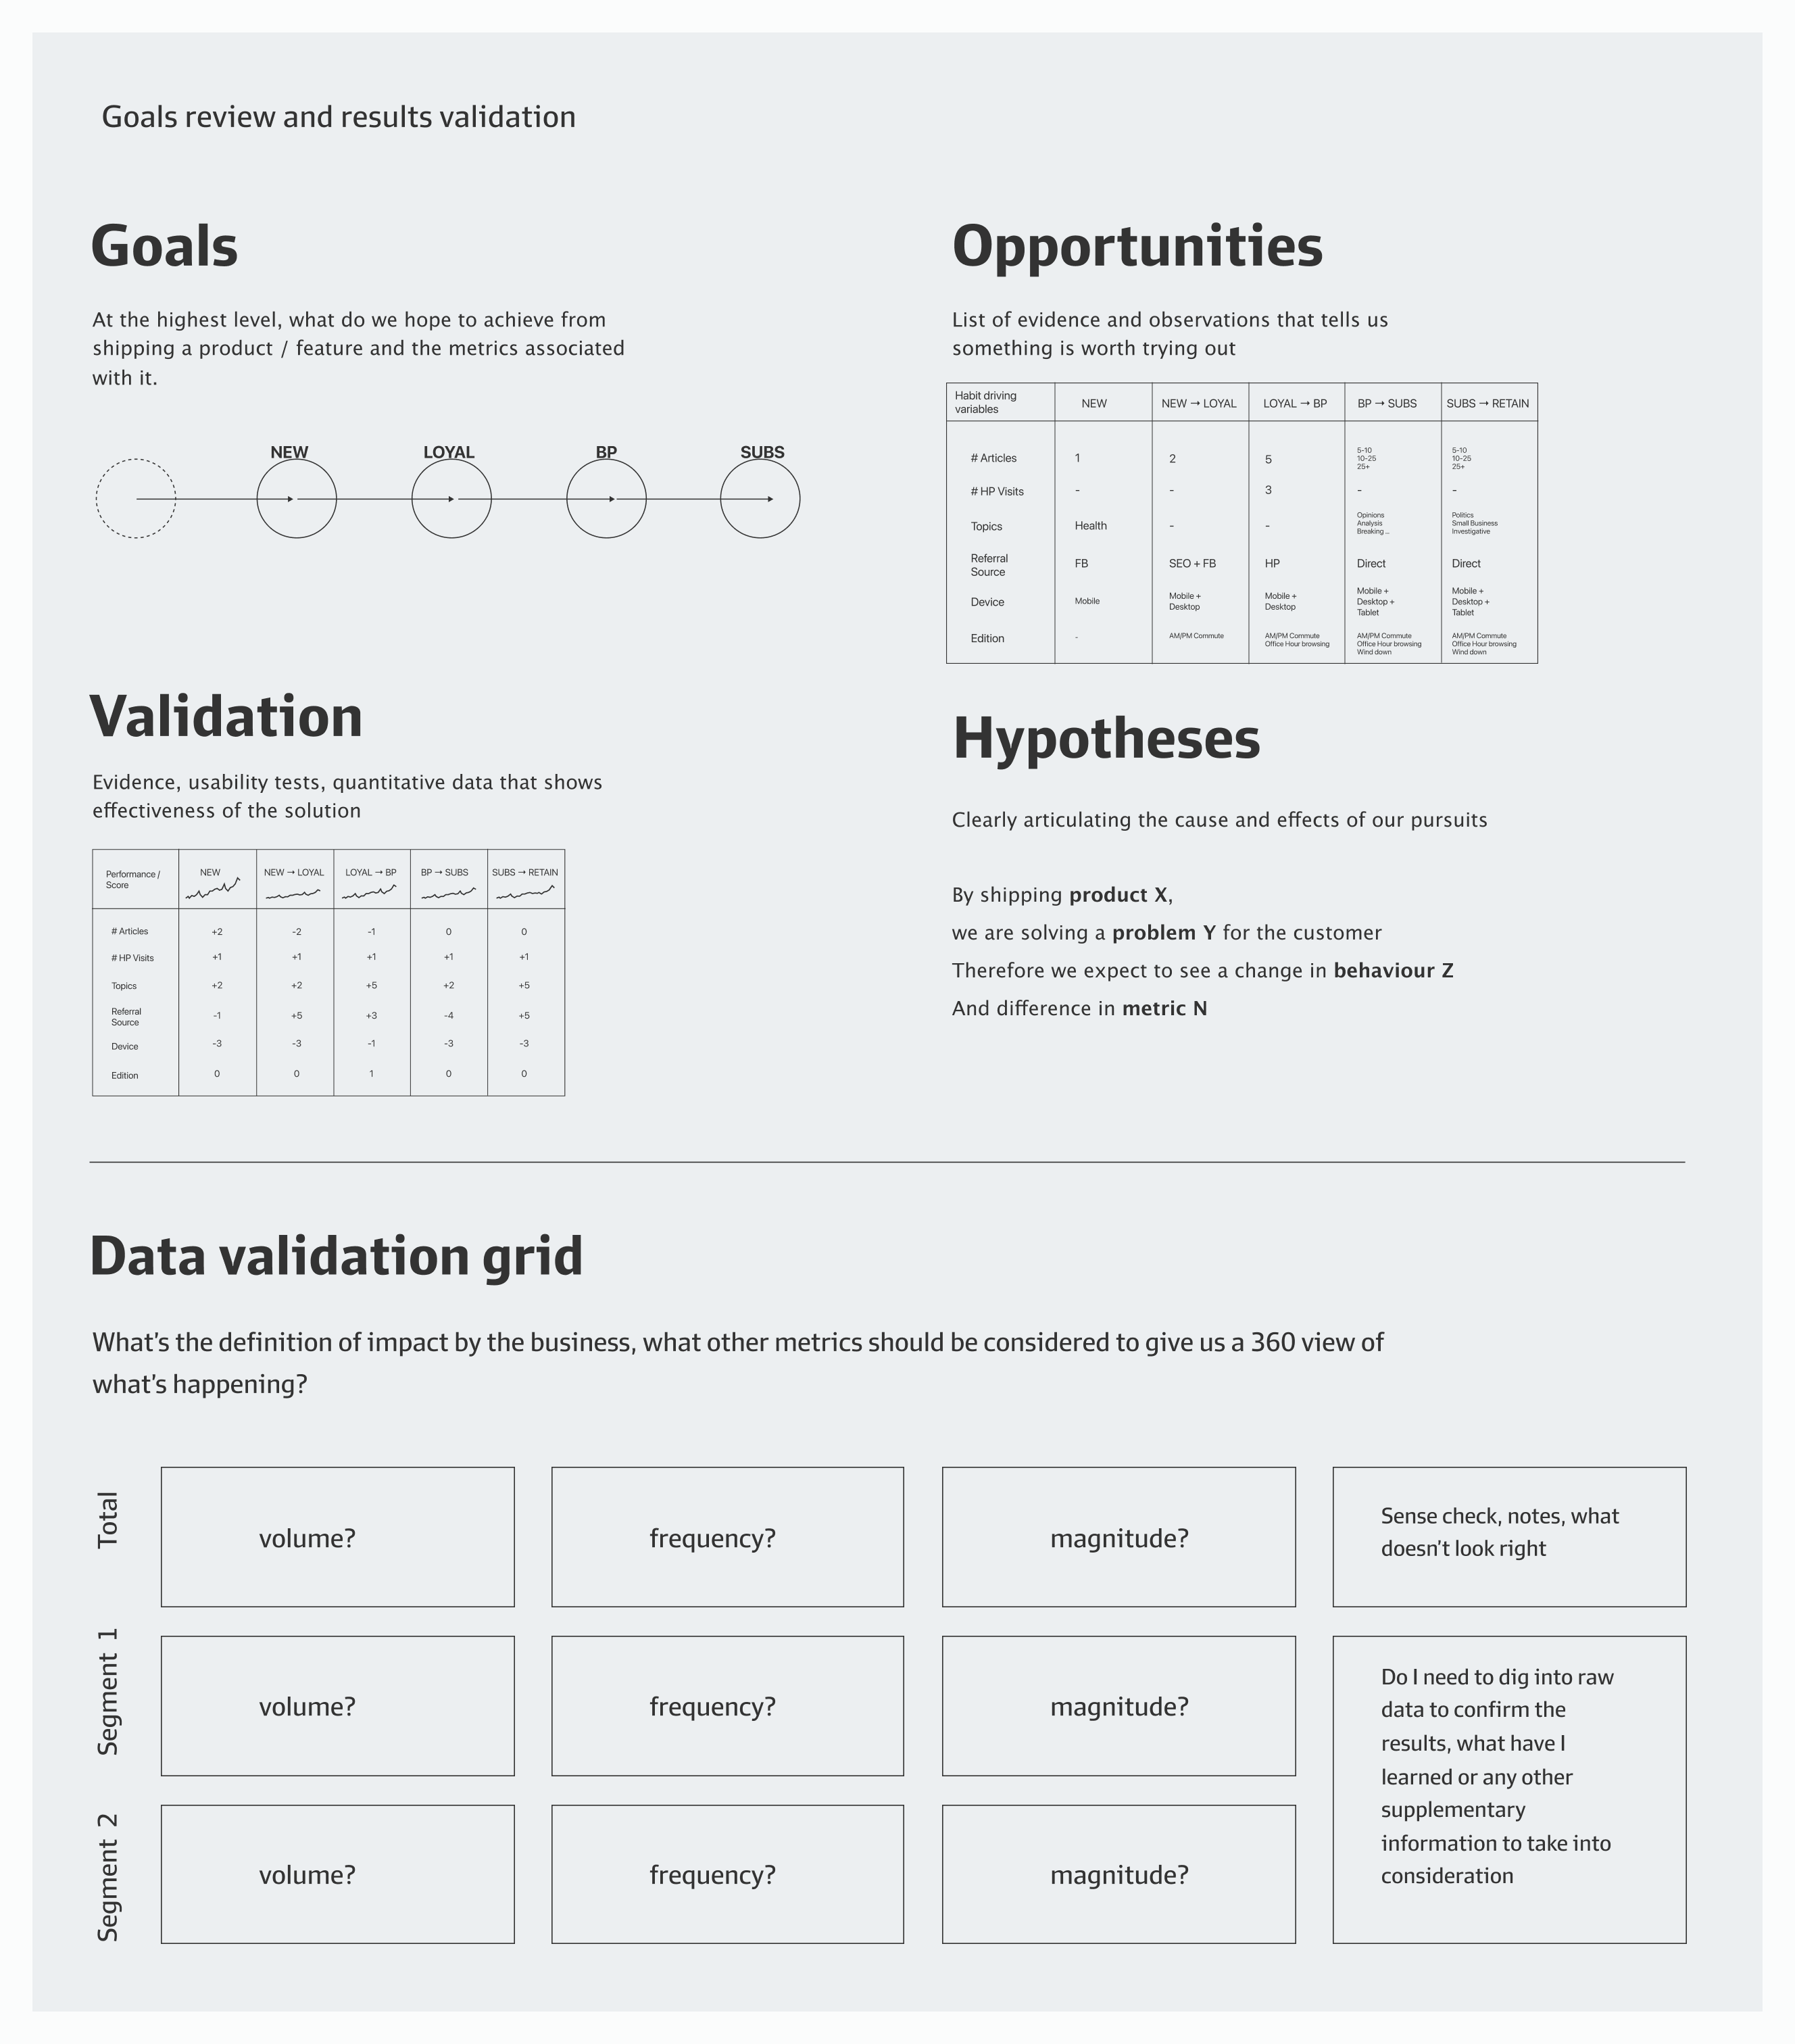 Goals review and results validation
Goals
At the highest level, what do we hope to achieve from
shipping a product / feature and the metrics associated
with it.
NEW LOYAL BP SUBS
Opportunities
List of evidence and observations that tells us
something is worth trying out
Habit driving
variables
NEW NEW → LOYAL LOYAL → BP BP → SUBS SUBS → RETAIN
# Articles 1 2 5
5-10
10-25
25+
5-10
10-25
25+
# HP Visits - - 3 - -
Topics Health - -
Opinions
Analysis
Breaking ...
Politics
Small Business
Investigative
Referral
Source
FB SEO + FB HP Direct Direct
Device Mobile
Mobile +
Desktop
Mobile +
Desktop
Mobile +
Desktop +
Tablet
Mobile +
Desktop +
Tablet
Edition -
AM/PM Commute
AM/PM Commute
Office Hour browsing
AM/PM Commute
Office Hour browsing
Wind down
AM/PM Commute
Office Hour browsing
Wind down
Validation
Evidence, usability tests, quantitative data that shows
effectiveness of the solution
Performance /
Score
NEW NEW → LOYAL LOYAL → BP BP → SUBS SUBS → RETAIN
# Articles +2 -2 -1 0 0
# HP Visits +1 +1 +1 +1 +1
Topics +2 +2 +5 +2 +5
Referral
Source
-1 +5 +3 -4 +5
Device -3 -3 -1 -3 -3
Edition 0 0 1 0 0
Hypotheses
Clearly articulating the cause and effects of our pursuits
By shipping product X,
we are solving a problem Y for the customer
Therefore we expect to see a change in behaviour Z
And difference in metric N
Data validation grid
What's the definition of impact by the business, what other metrics should be considered to give us a 360 view of
what's happening?
Total
volume? frequency? magnitude?
Sense check, notes, what
doesn't look right
Segment 1
volume? frequency? magnitude?
Do I need to dig into raw
data to confirm the
results, what have I
learned or any other
supplementary
information to take into
consideration
Segment 2
volume? frequency? magnitude?